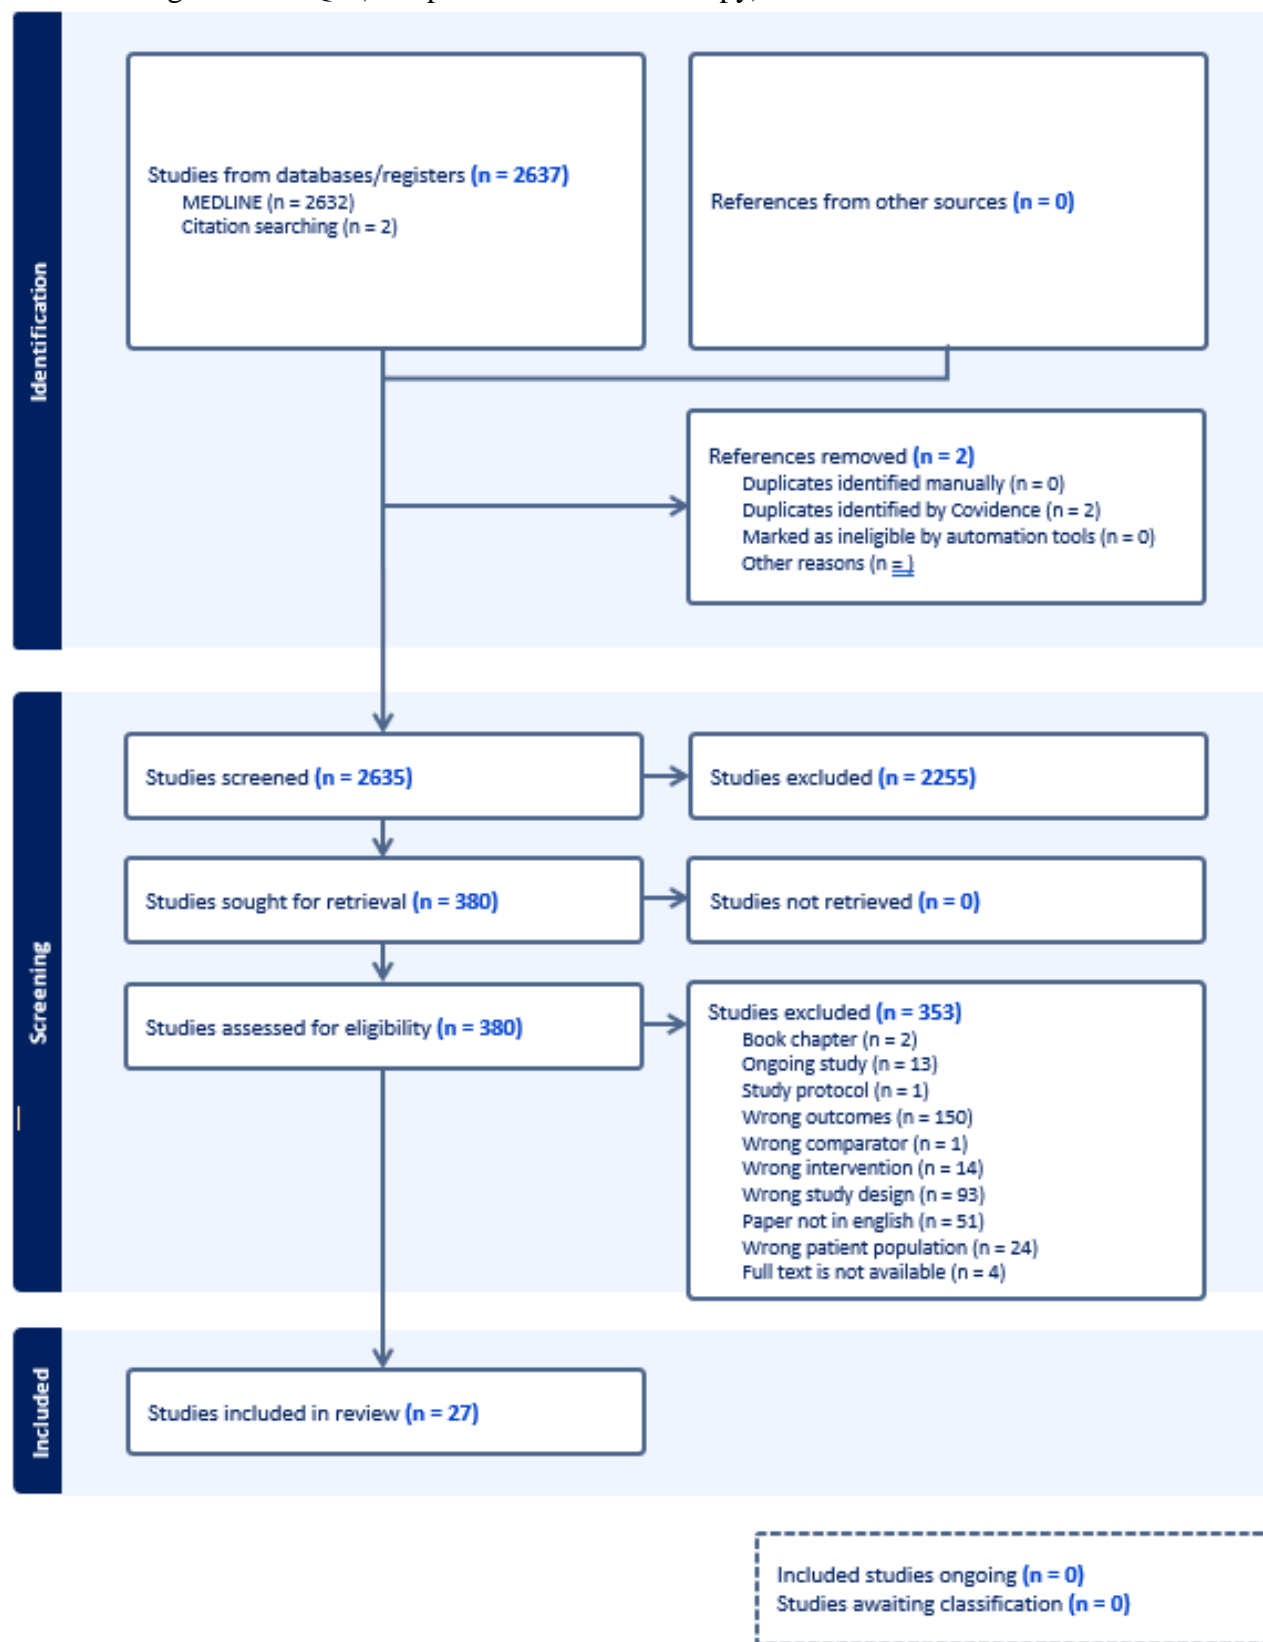 Identification
Studies from databases/registers (n = 2637)
MEDLINE (n = 2632)
Citation searching (n = 2)
References from other sources (n = 0)
References removed (n = 2)
Duplicates identified manually (n = 0)
Duplicates identified by Covidence (n = 2)
Marked as ineligible by automation tools (n = 0)
Other reasons (n = )
Screening
Studies screened (n = 2635)
Studies excluded (n = 2255)
Studies sought for retrieval (n = 380)
Studies not retrieved (n = 0)
Studies assessed for eligibility (n = 380)
Studies excluded (n = 353)
Book chapter (n = 2)
Ongoing study (n = 13)
Study protocol (n = 1)
Wrong outcomes (n = 150)
Wrong comparator (n = 1)
Wrong intervention (n = 14)
Wrong study design (n = 93)
Paper not in english (n = 51)
Wrong patient population (n = 24)
Full text is not available (n = 4)
Included
Studies included in review (n = 27)
Included studies ongoing (n = 0)
Studies awaiting classification (n = 0)